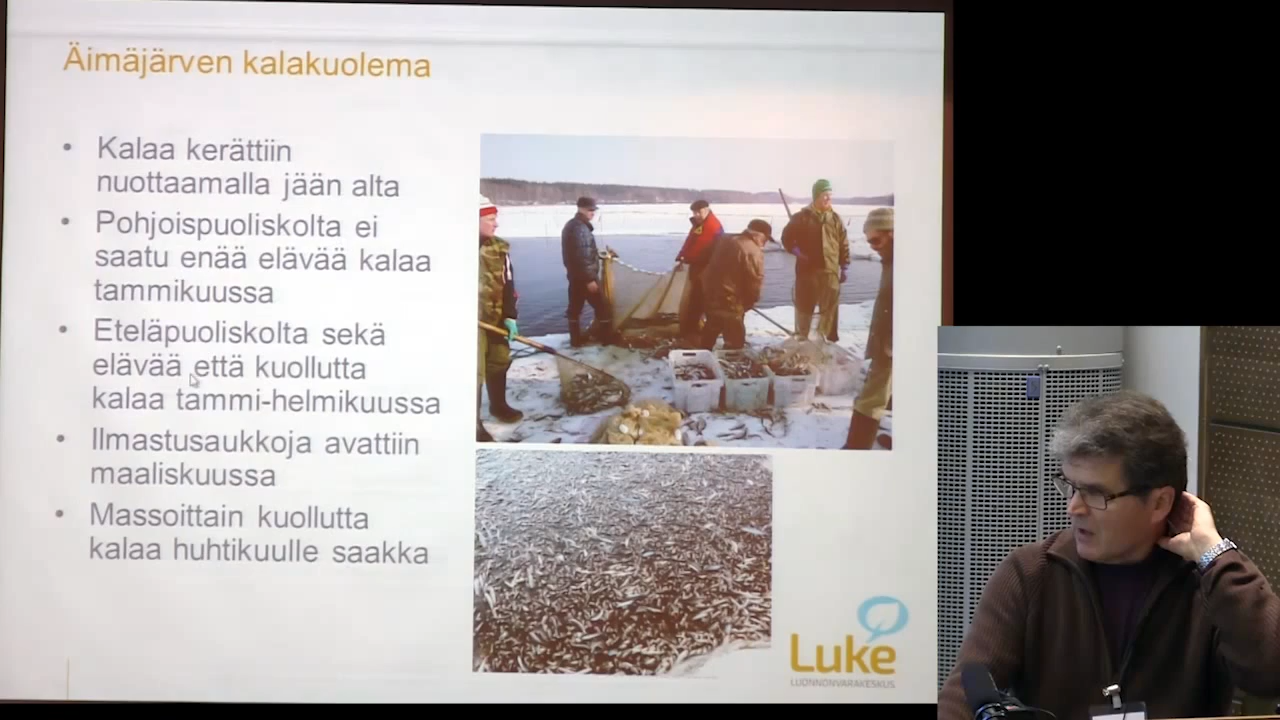 Äimäjärven kalakuolema
• Kalaa kerättiin
nuottaamalla jään alta
• Pohjoispuoliskolta ei
saatu enää elävää kalaa
tammikuussa
• Eteläpuoliskolta sekä
elävää että kuollutta
kalaa tammi-helmikuussa
• Ilmastusaukkoja avattiin
maaliskuussa
• Massoittain kuollutta
kalaa huhtikuulle saakka
Luke
LUONNONVARAKESKUS